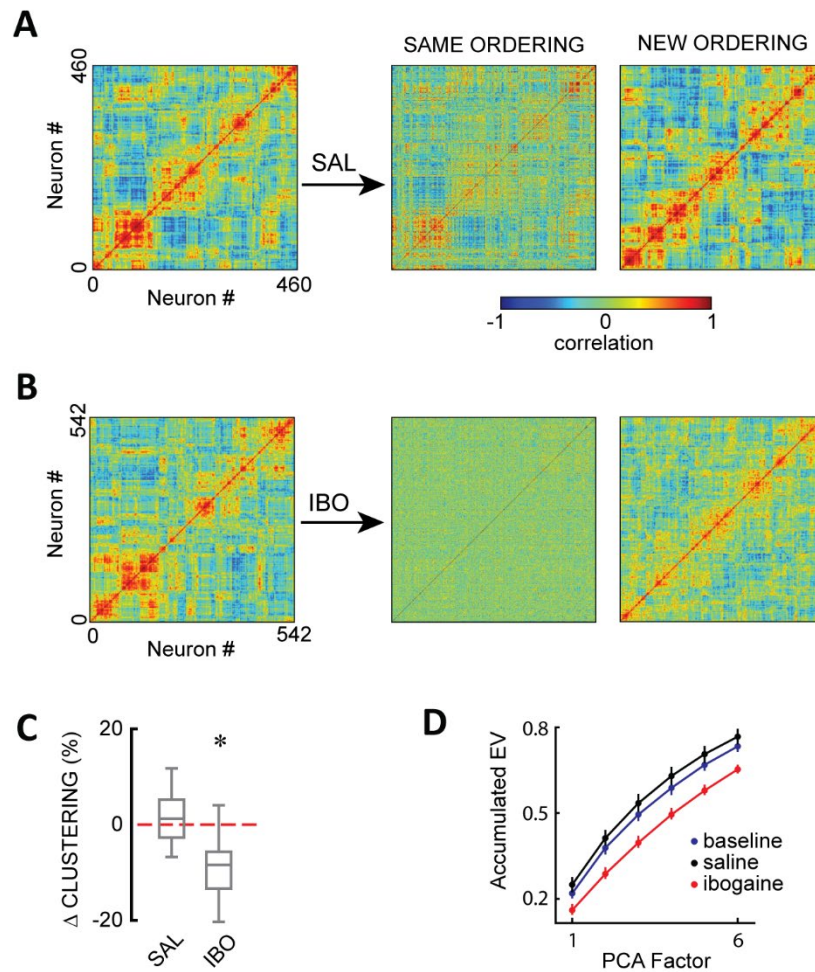 A
SAME ORDERING
NEW ORDERING
460
Neuron #
0
SAL
0
460
Neuron #
-1
0
1
correlation
B
542
Neuron #
0
IBO
0
542
Neuron #
C
20
*
Δ CLUSTERING (%)
0
-20
SAL
IBO
D
0.8
Accumulated EV
0.5
baseline
saline
ibogaine
0.2
1
6
PCA Factor